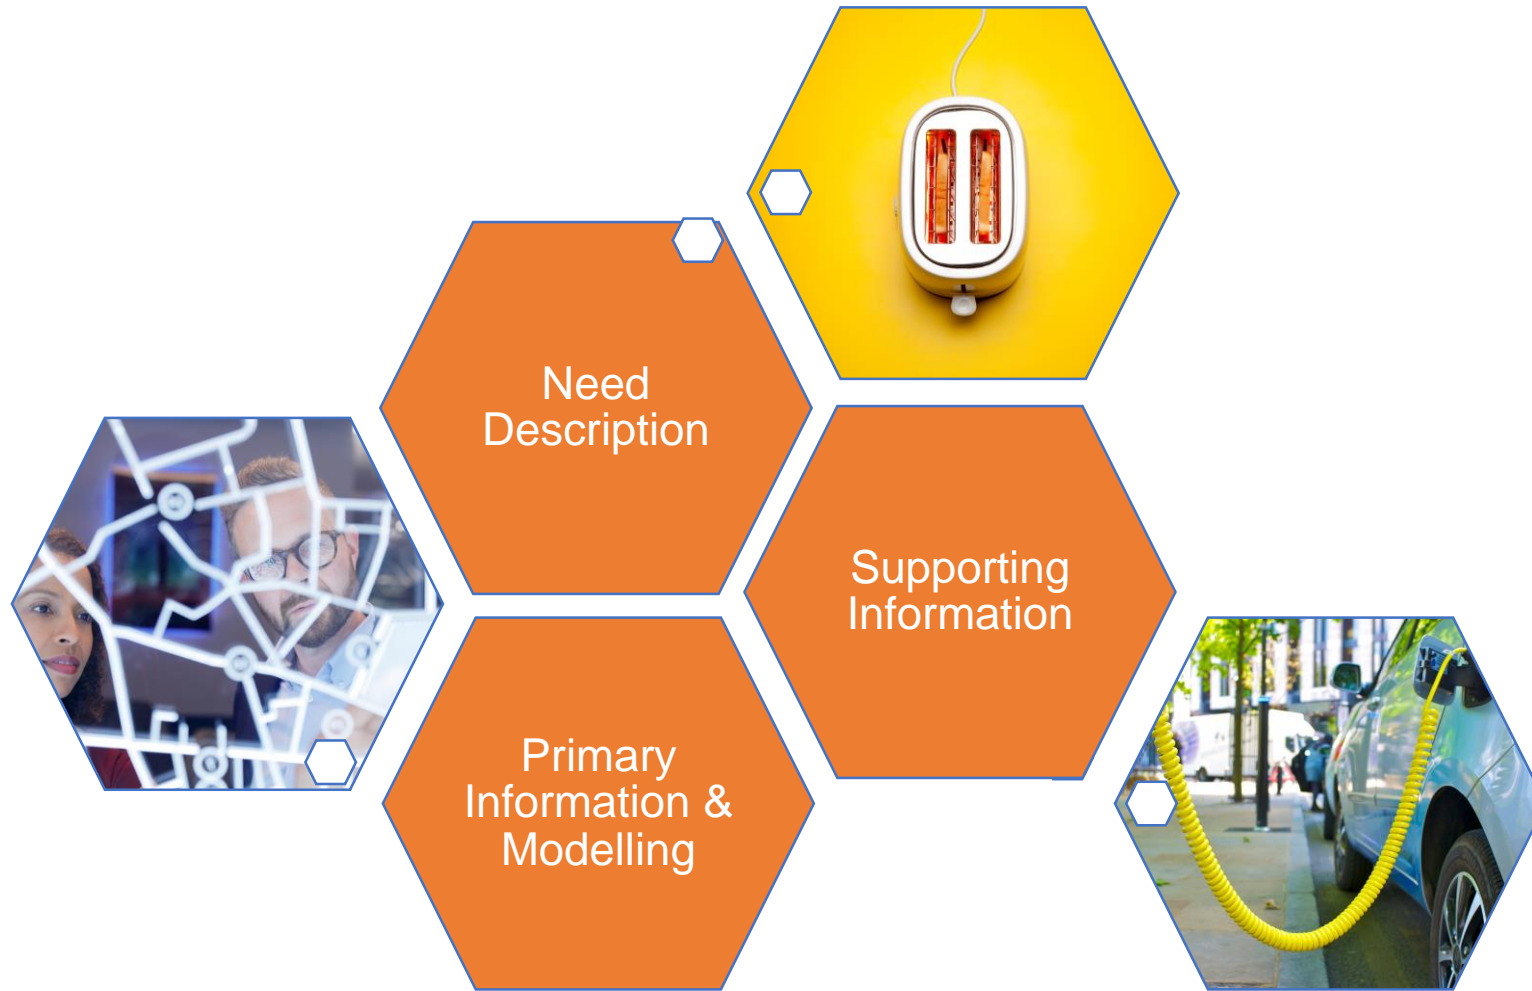 Need
Description
Supporting
Information
Primary
Information &
Modelling